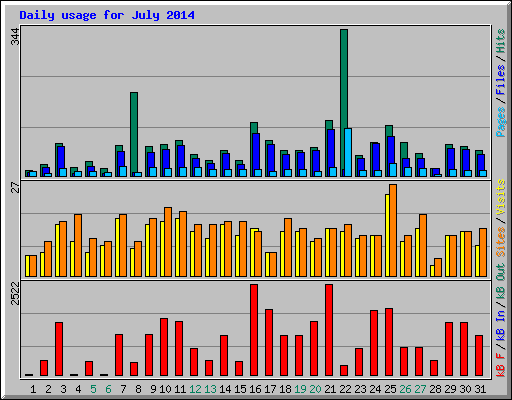 Daily usage for July 2014
344
Pages / Files / Hits
27
Sites / Visits
2522
kB F / kB In / kB Out
1 2 3 4 5 6 7 8 9 10 11 12 13 14 15 16 17 18 19 20 21 22 23 24 25 26 27 28 29 30 31